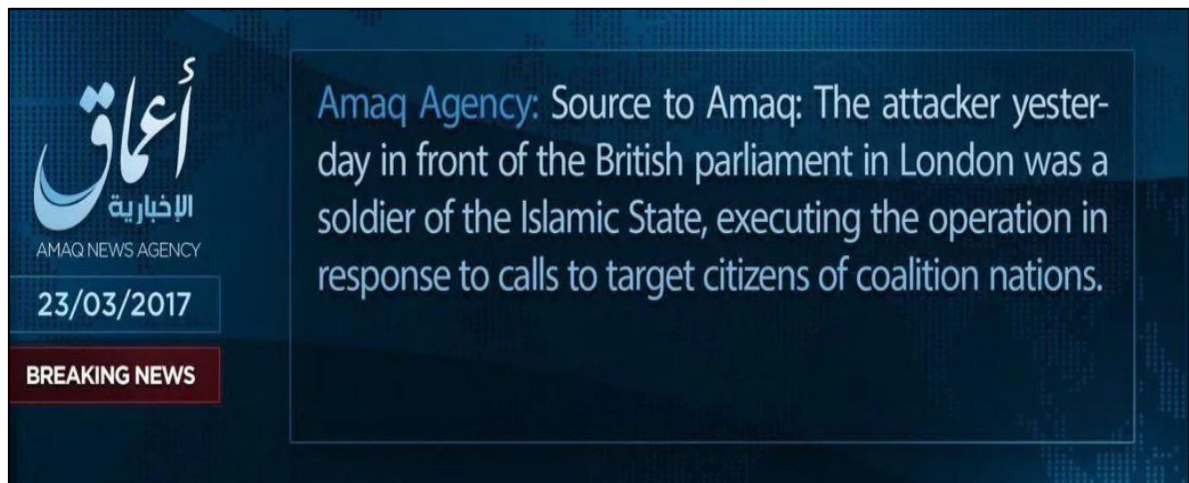 أعماق
الإخبارية
AMAQ NEWS AGENCY
23/03/2017
BREAKING NEWS
Amaq Agency: Source to Amaq: The attacker yester-
day in front of the British parliament in London was a
soldier of the Islamic State, executing the operation in
response to calls to target citizens of coalition nations.